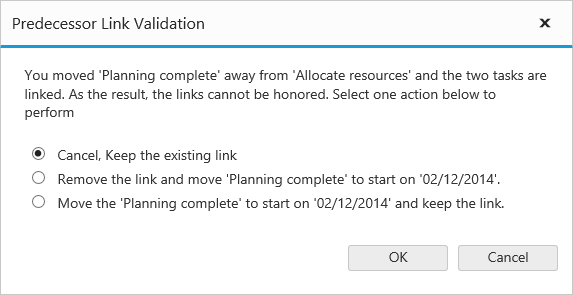 Predecessor Link Validation
You moved 'Planning complete' away from 'Allocate resources' and the two tasks are
linked. As the result, the links cannot be honored. Select one action below to
perform
Cancel, Keep the existing link
Remove the link and move 'Planning complete' to start on '02/12/2014'.
Move the 'Planning complete' to start on '02/12/2014' and keep the link.
OK Cancel